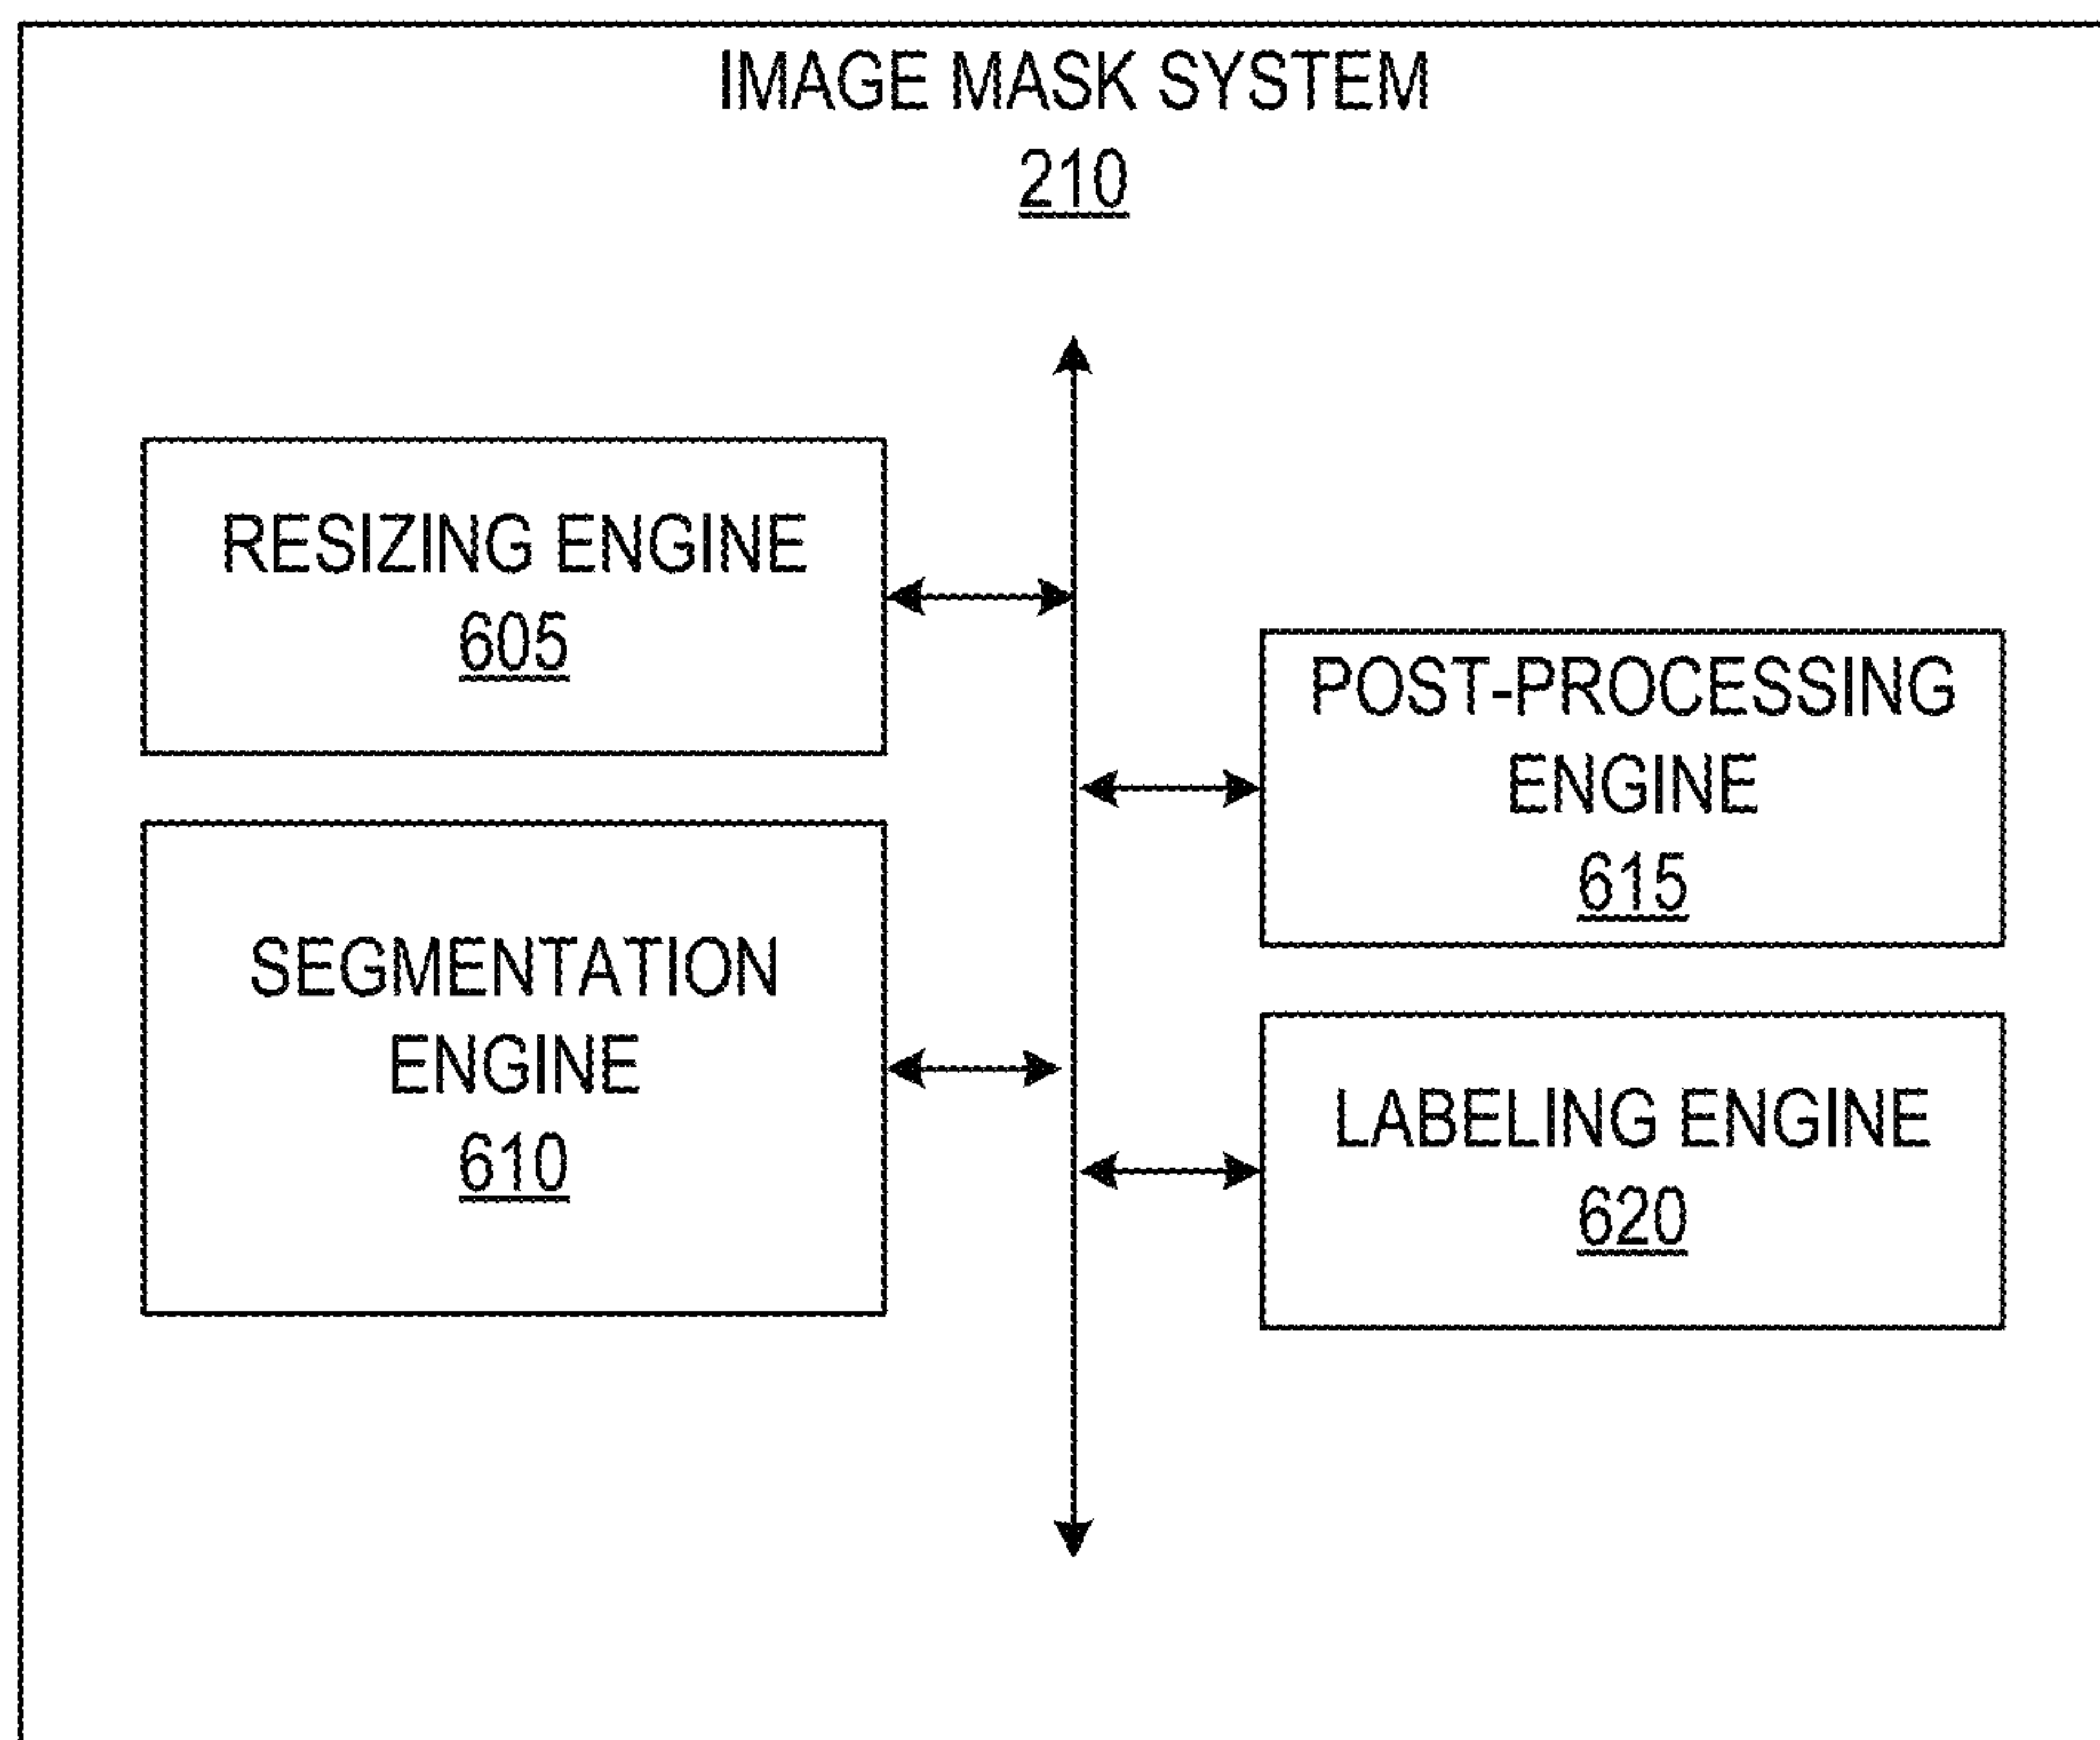 IMAGE MASK SYSTEM
210
RESIZING ENGINE
605
SEGMENTATION
ENGINE
610
POST-PROCESSING
ENGINE
615
LABELING ENGINE
620